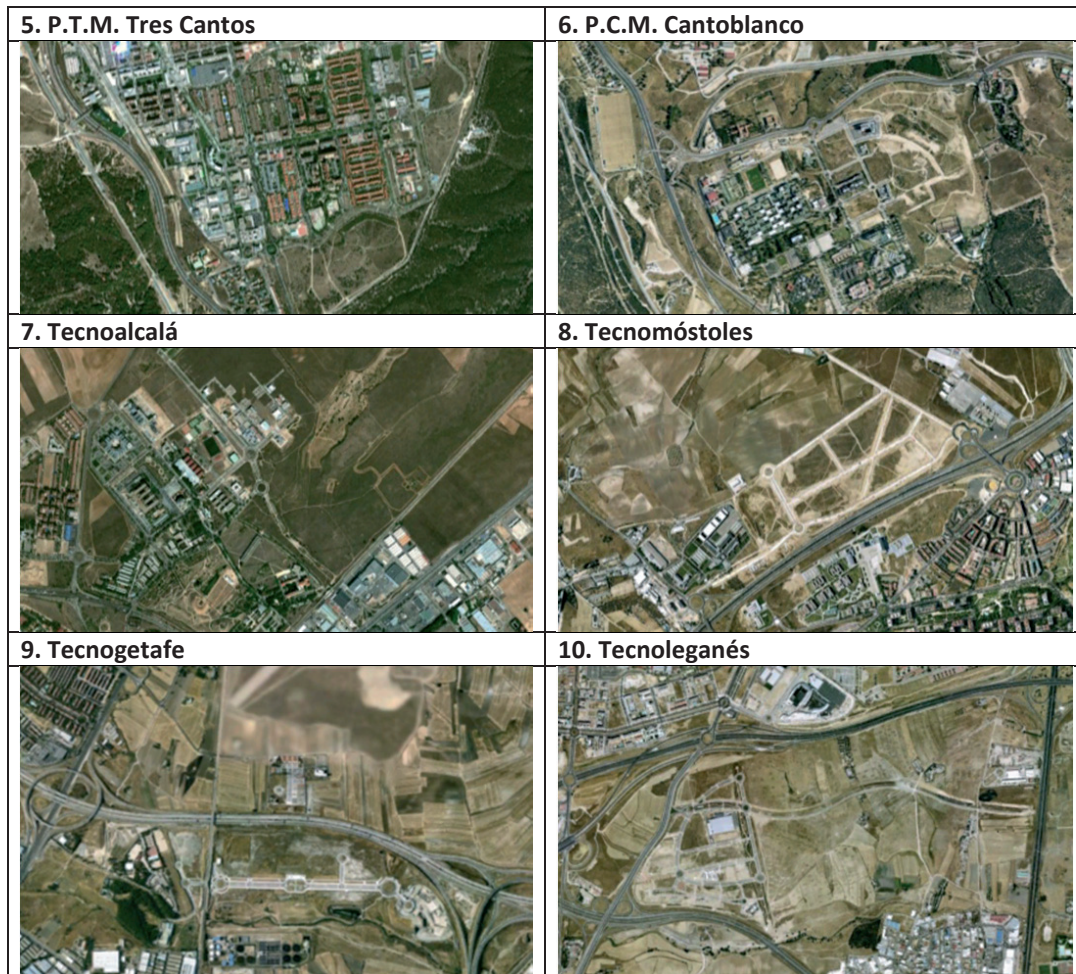 5. P.T.M. Tres Cantos
6. P.C.M. Cantoblanco
7. Tecnoalcalá
8. Tecnomóstoles
9. Tecnogetafe
10. Tecnoleganés